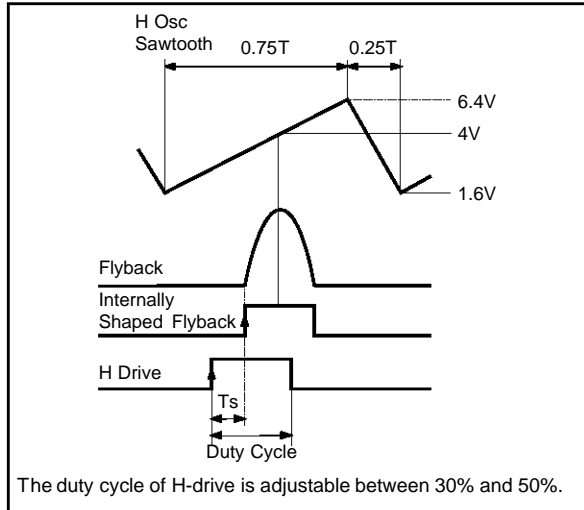 H Osc
Sawtooth
0.75T
0.25T
6.4V
4V
1.6V
Flyback
Internally
Shaped Flyback
H Drive
Ts
Duty Cycle
The duty cycle of H-drive is adjustable between 30% and 50%.